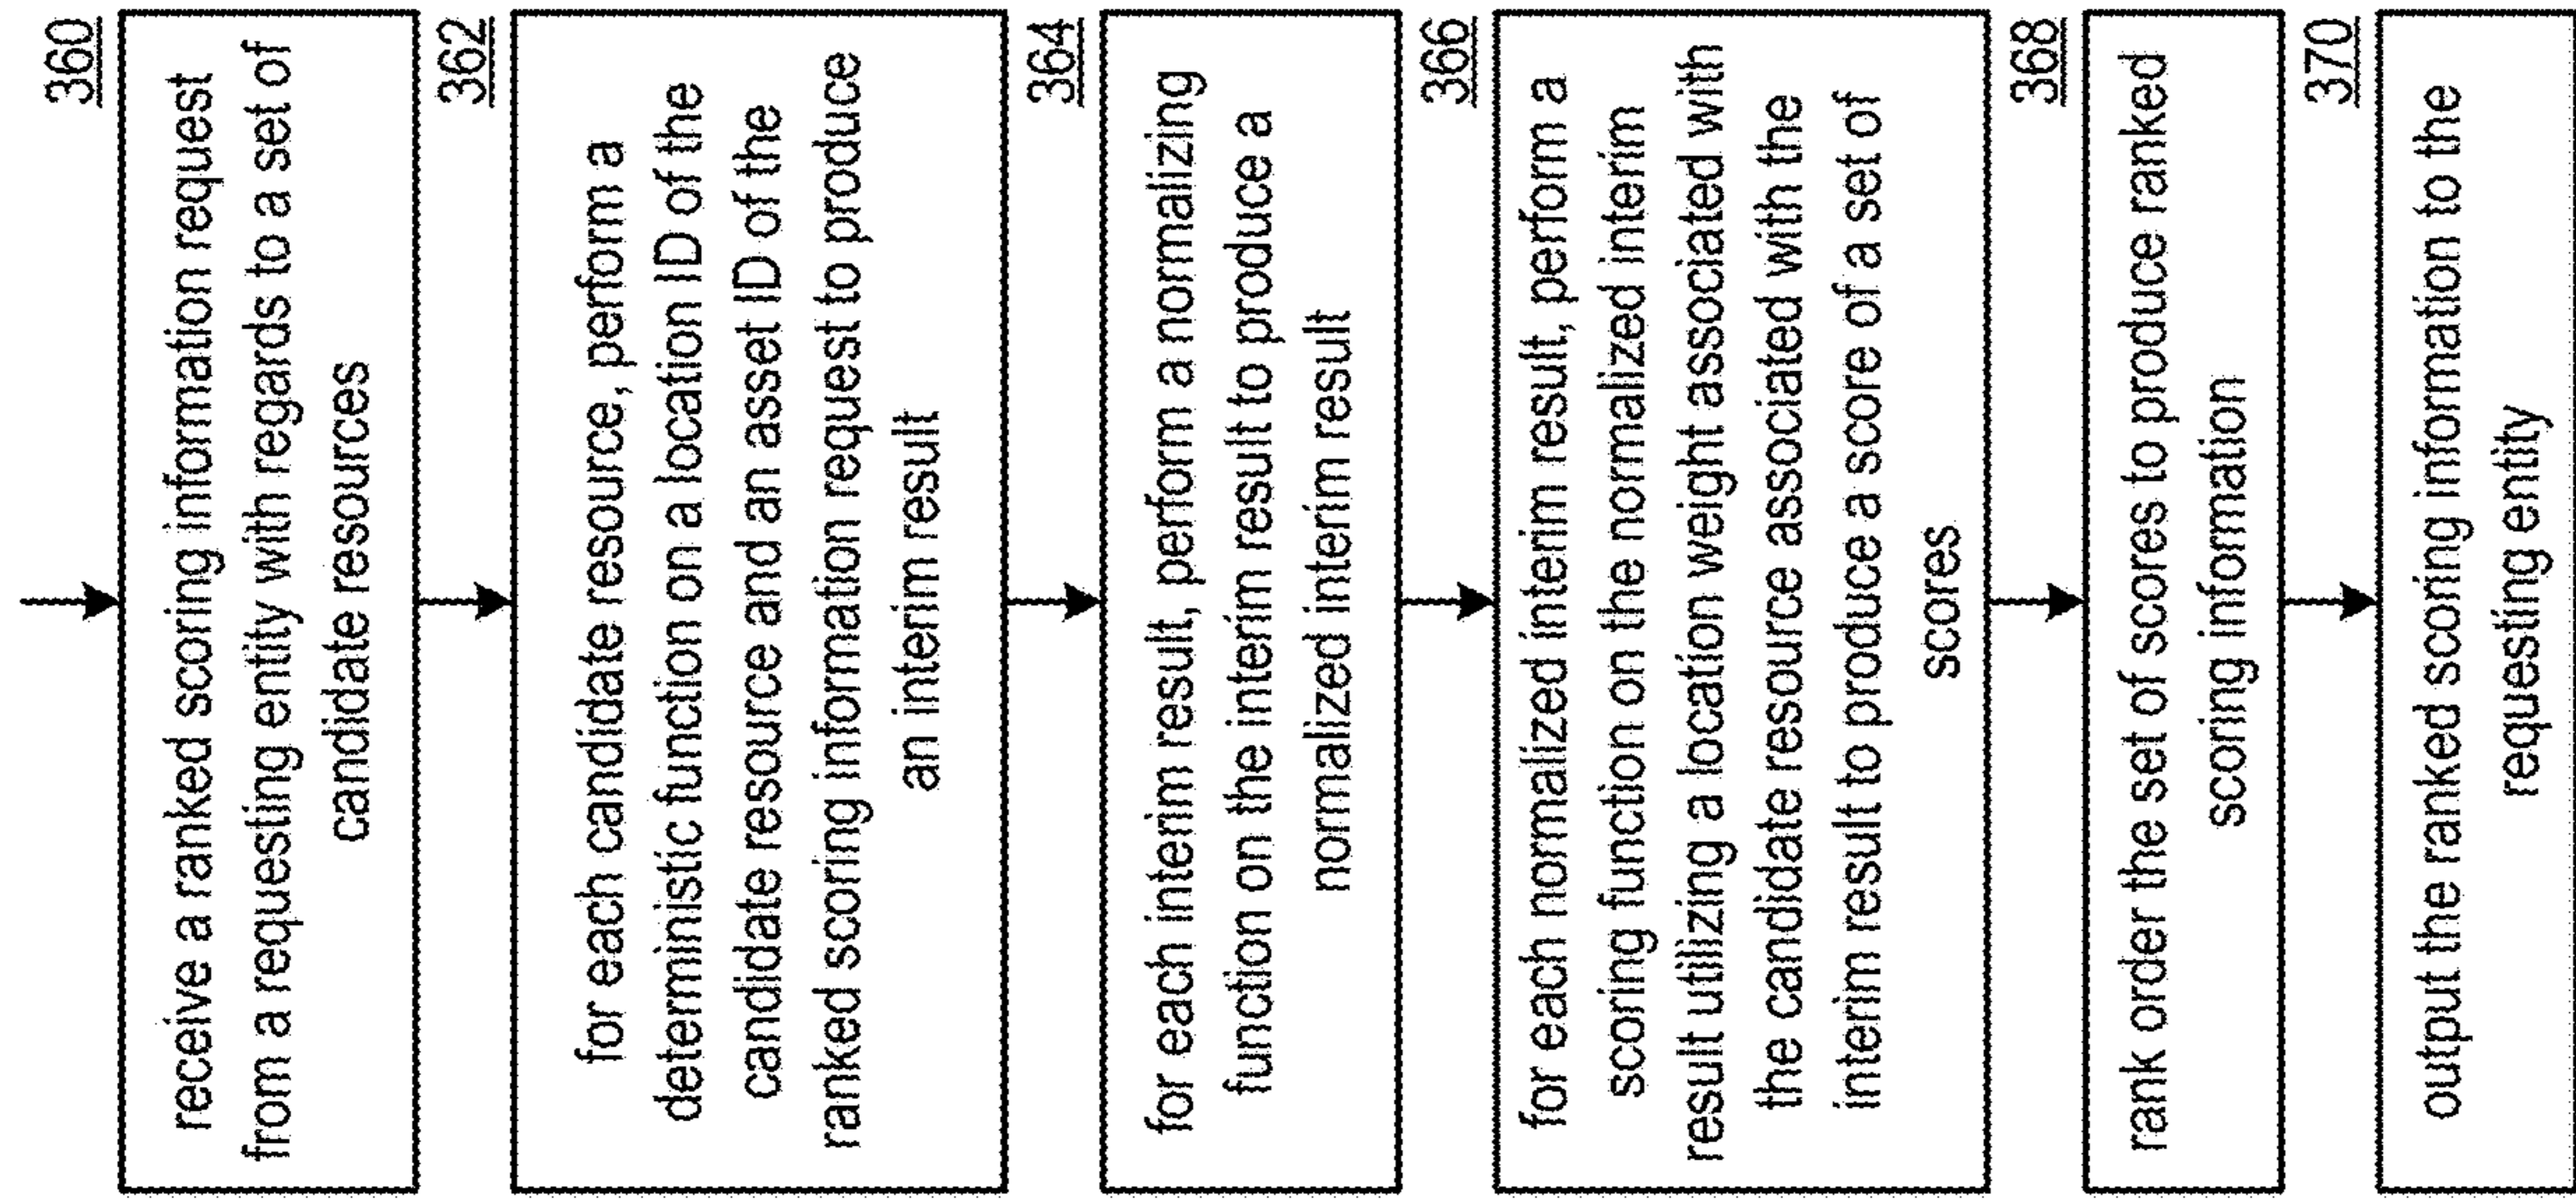 360
receive a ranked scoring information request
from a requesting entity with regards to a set of
candidate resources
362
for each candidate resource, perform a
deterministic function on a location ID of the
candidate resource and an asset ID of the
ranked scoring information request to produce
an interim result
364
for each interim result, perform a normalizing
function on the interim result to produce a
normalized interim result
366
for each normalized interim result, perform a
scoring function on the normalized interim
result utilizing a location weight associated with
the candidate resource associated with the
interim result to produce a score of a set of
scores
368
rank order the set of scores to produce ranked
scoring information
370
output the ranked scoring information to the
requesting entity